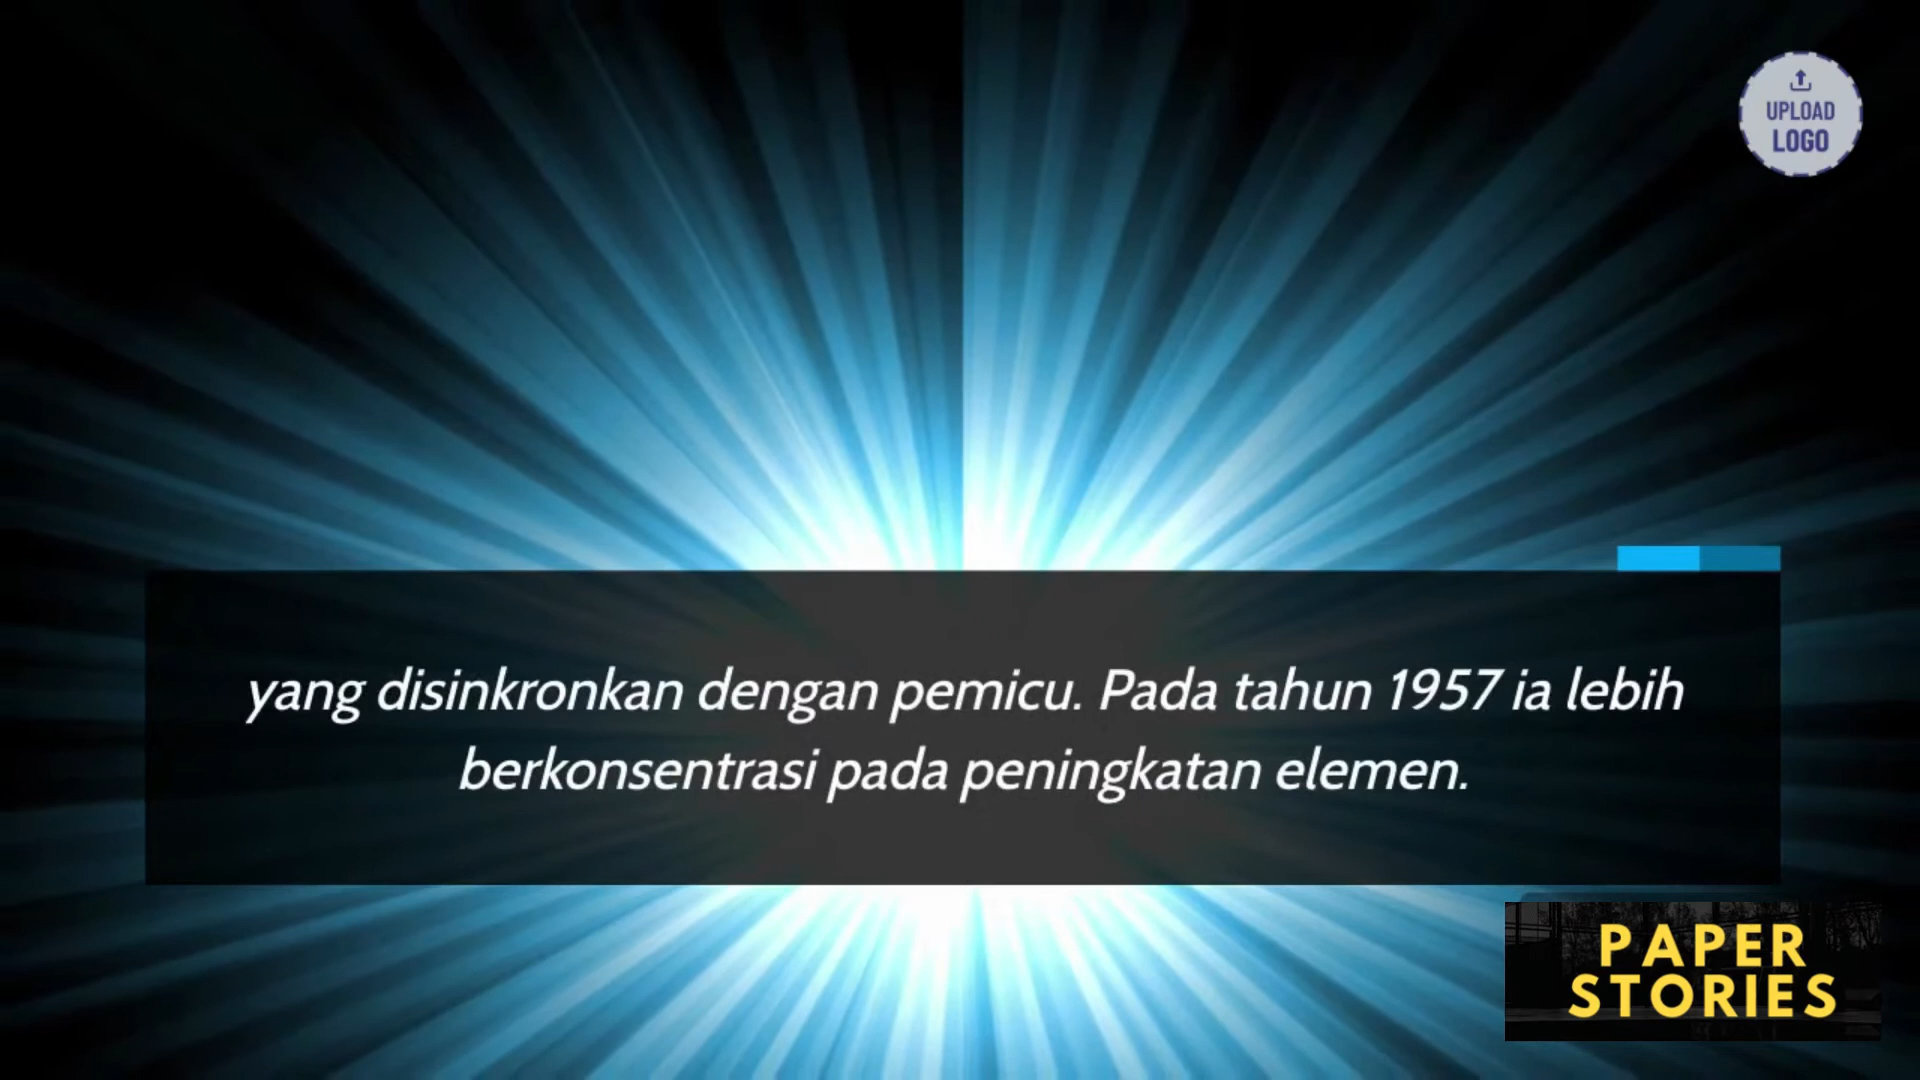 UPLOAD
LOGO
yang disinkronkan dengan pemicu. Pada tahun 1957 ia lebih
berkonsentrasi pada peningkatan elemen.
PAPER
STORIES